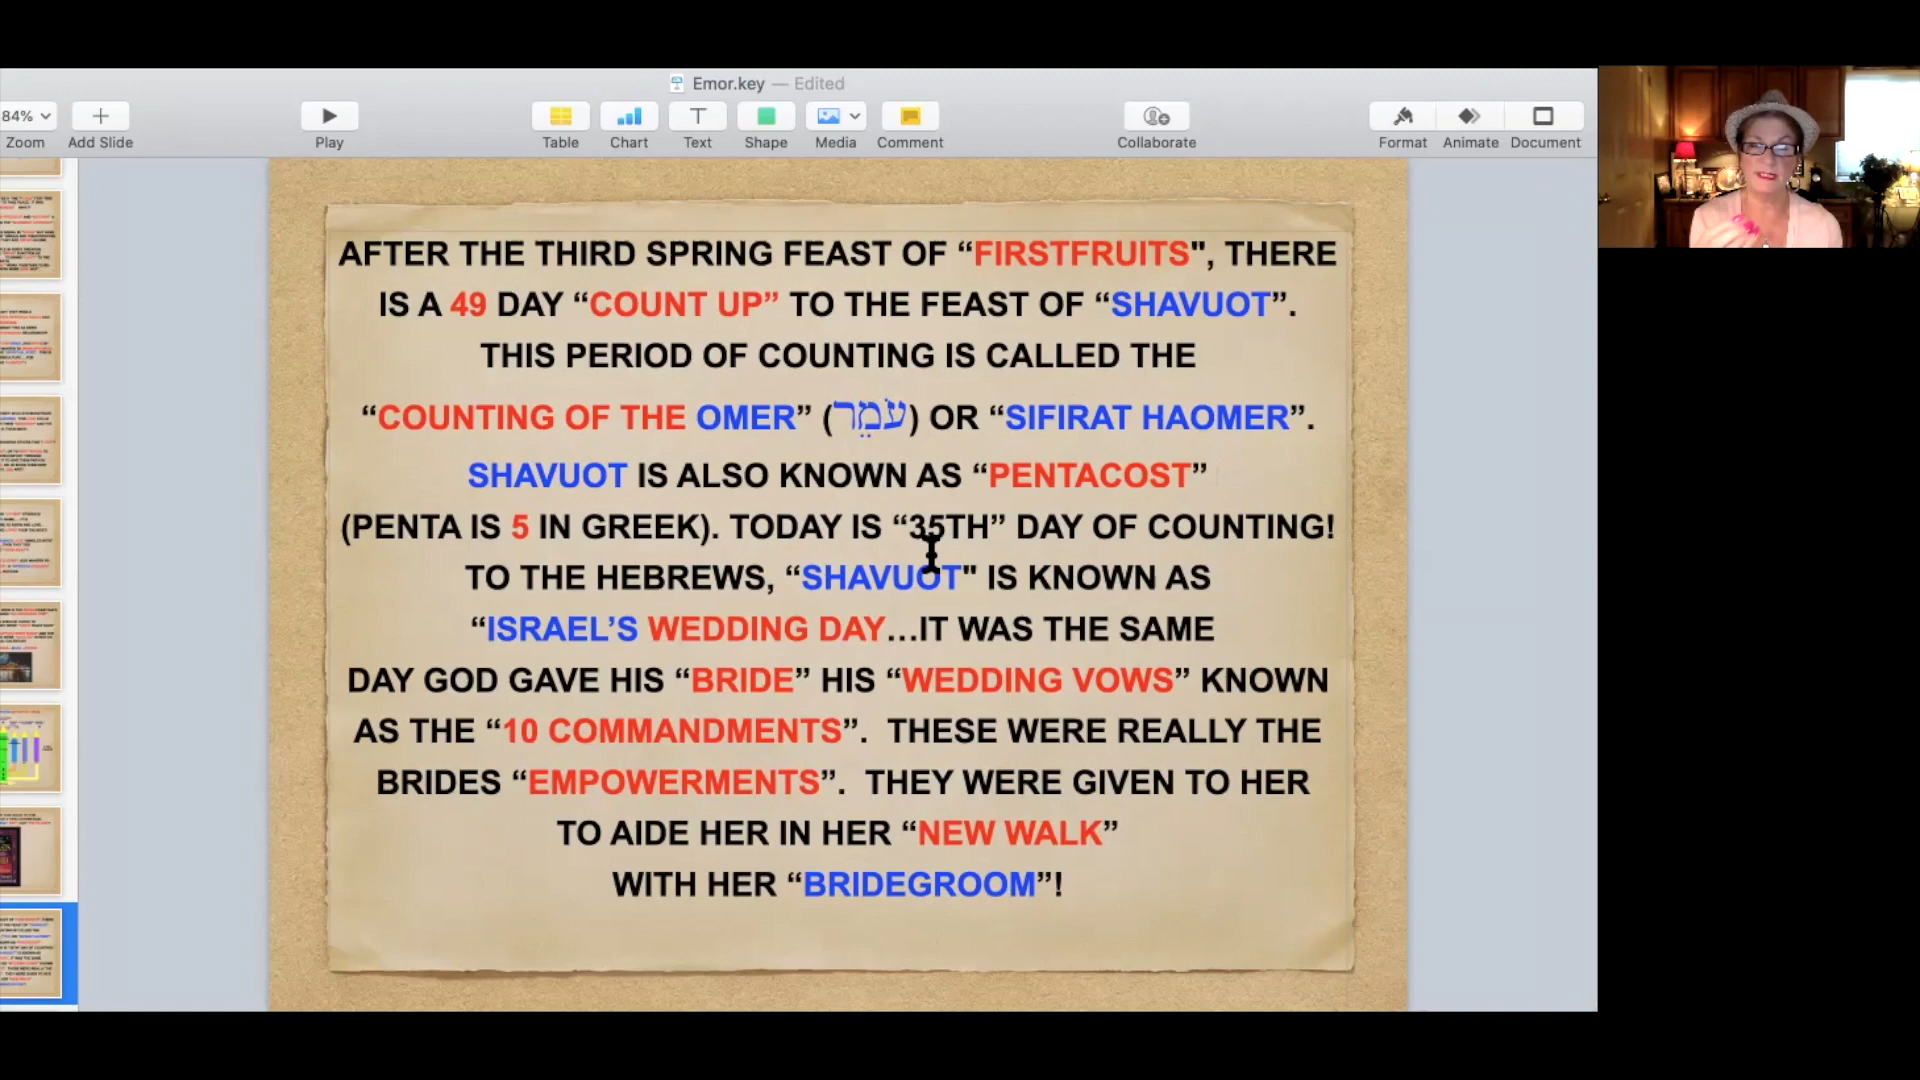 Emor.key — Edited
84%
Zoom
Add Slide
Play
Table
Chart
Text
Shape
Media
Comment
Collaborate
Format
Animate
Document
AFTER THE THIRD SPRING FEAST OF “FIRSTFRUITS", THERE
IS A 49 DAY “COUNT UP” TO THE FEAST OF “SHAVUOT”.
THIS PERIOD OF COUNTING IS CALLED THE
“COUNTING OF THE OMER” (עֹמֵר) OR “SIFIRAT HAOMER”.
SHAVUOT IS ALSO KNOWN AS “PENTACOST”
(PENTA IS 5 IN GREEK). TODAY IS “35TH” DAY OF COUNTING!
TO THE HEBREWS, “SHAVUOT" IS KNOWN AS
“ISRAEL’S WEDDING DAY…IT WAS THE SAME
DAY GOD GAVE HIS “BRIDE” HIS “WEDDING VOWS” KNOWN
AS THE “10 COMMANDMENTS”. THESE WERE REALLY THE
BRIDES “EMPOWERMENTS”. THEY WERE GIVEN TO HER
TO AIDE HER IN HER “NEW WALK”
WITH HER “BRIDEGROOM”!